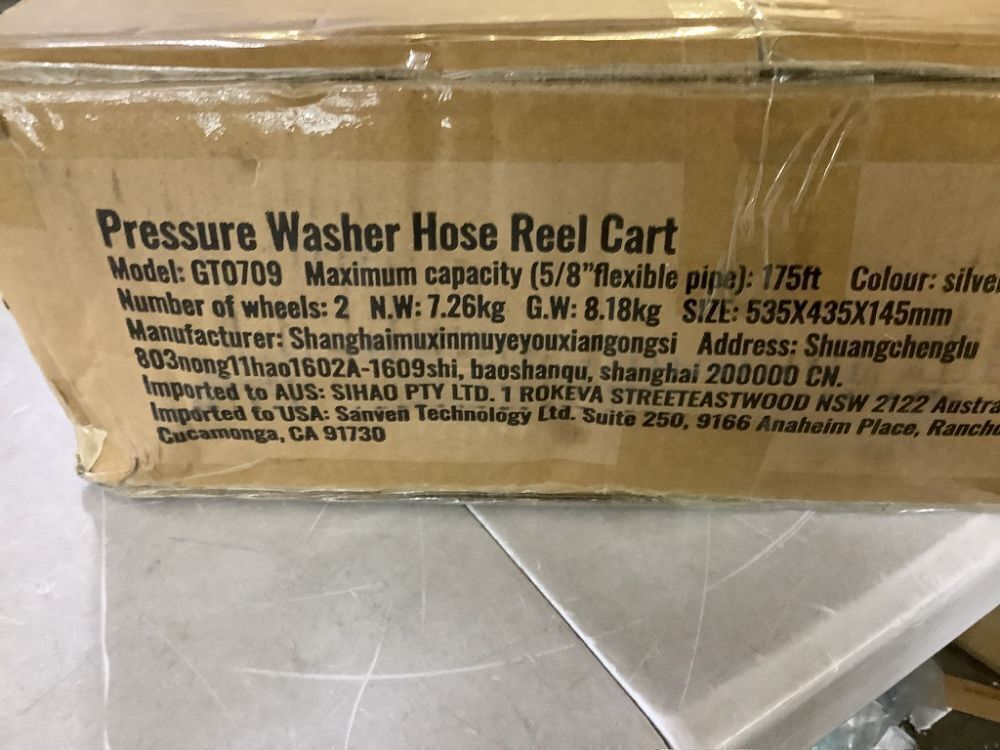 Pressure Washer Hose Reel Cart
Model: GT0709 Maximum capacity (5/8"flexible pipe): 175ft Colour: silve
Number of wheels: 2 N.W: 7.26kg G.W: 8.18kg SIZE: 535X435X145mm
Manufacturer: Shanghaimuxinmuyeyouxiangongsi Address: Shuangchenglu
803nong11hao1602A-1609shi, baoshanqu, shanghai 200000 CN.
Imported to AUS: SIHAO PTY LTD. 1 ROKEVA STREETEASTWOOD NSW 2122 Austra
Imported to USA: Sanven Technology Ltd. Suite 250, 9166 Anaheim Place, Rancho
Cucamonga, CA 91730